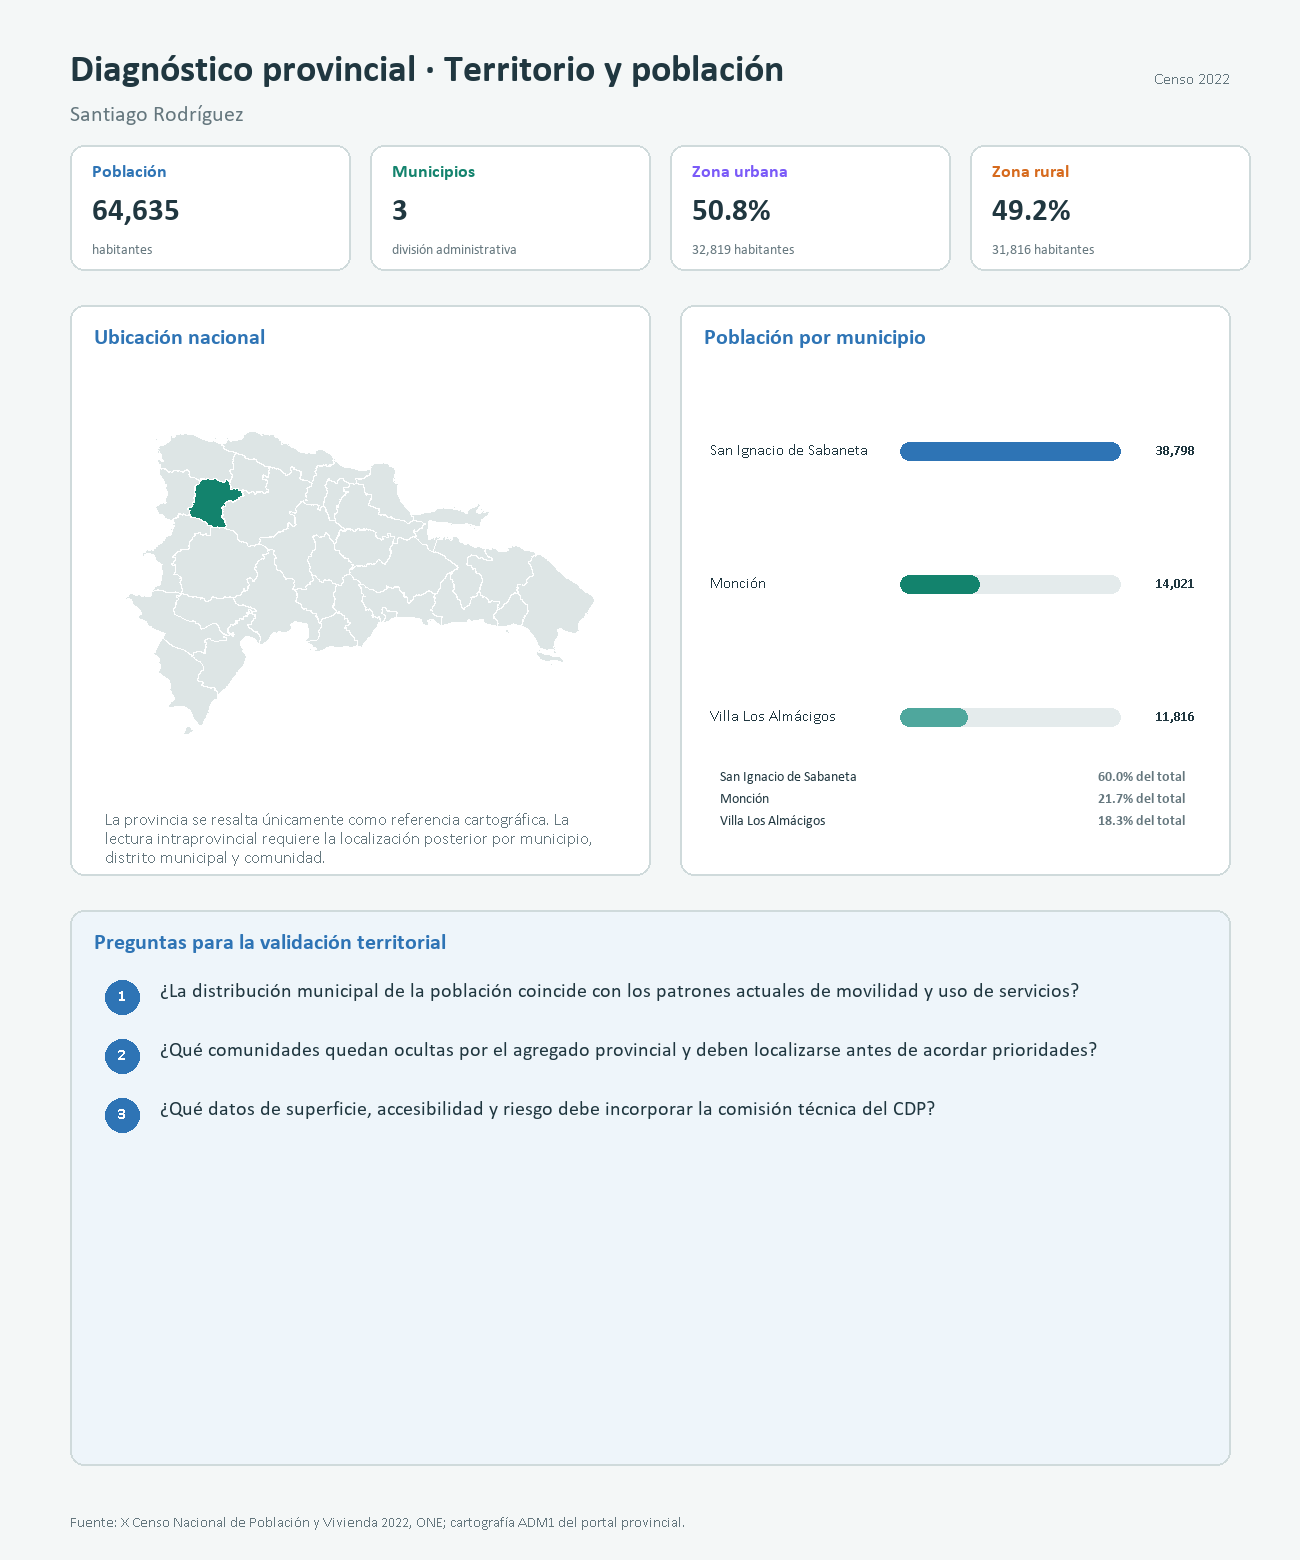 Diagnóstico provincial · Territorio y población
Censo 2022
Santiago Rodríguez
Población
64,635
habitantes
Municipios
3
división administrativa
Zona urbana
50.8%
32,819 habitantes
Zona rural
49.2%
31,816 habitantes
Ubicación nacional
La provincia se resalta únicamente como referencia cartográfica. La
lectura intraprovincial requiere la localización posterior por municipio,
distrito municipal y comunidad.
Población por municipio
San Ignacio de Sabaneta 38,798
Monción 14,021
Villa Los Almácigos 11,816
San Ignacio de Sabaneta 60.0% del total
Monción 21.7% del total
Villa Los Almácigos 18.3% del total
Preguntas para la validación territorial
1 ¿La distribución municipal de la población coincide con los patrones actuales de movilidad y uso de servicios?
2 ¿Qué comunidades quedan ocultas por el agregado provincial y deben localizarse antes de acordar prioridades?
3 ¿Qué datos de superficie, accesibilidad y riesgo debe incorporar la comisión técnica del CDP?
Fuente: X Censo Nacional de Población y Vivienda 2022, ONE; cartografía ADM1 del portal provincial.